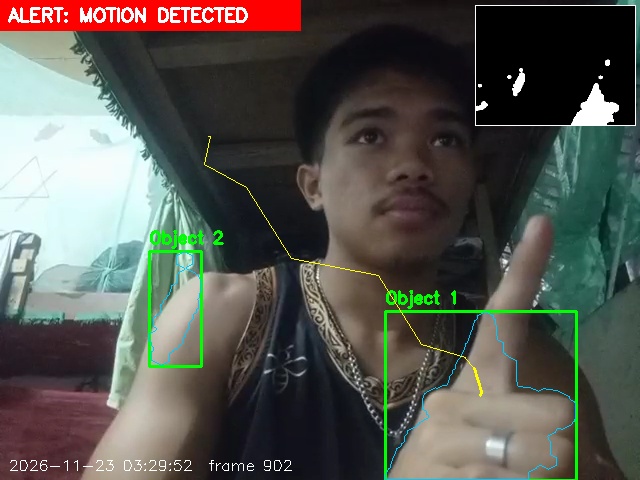 ALERT: MOTION DETECTED
Object 2
Object 1
2026-11-23 03:29:52 frame 902